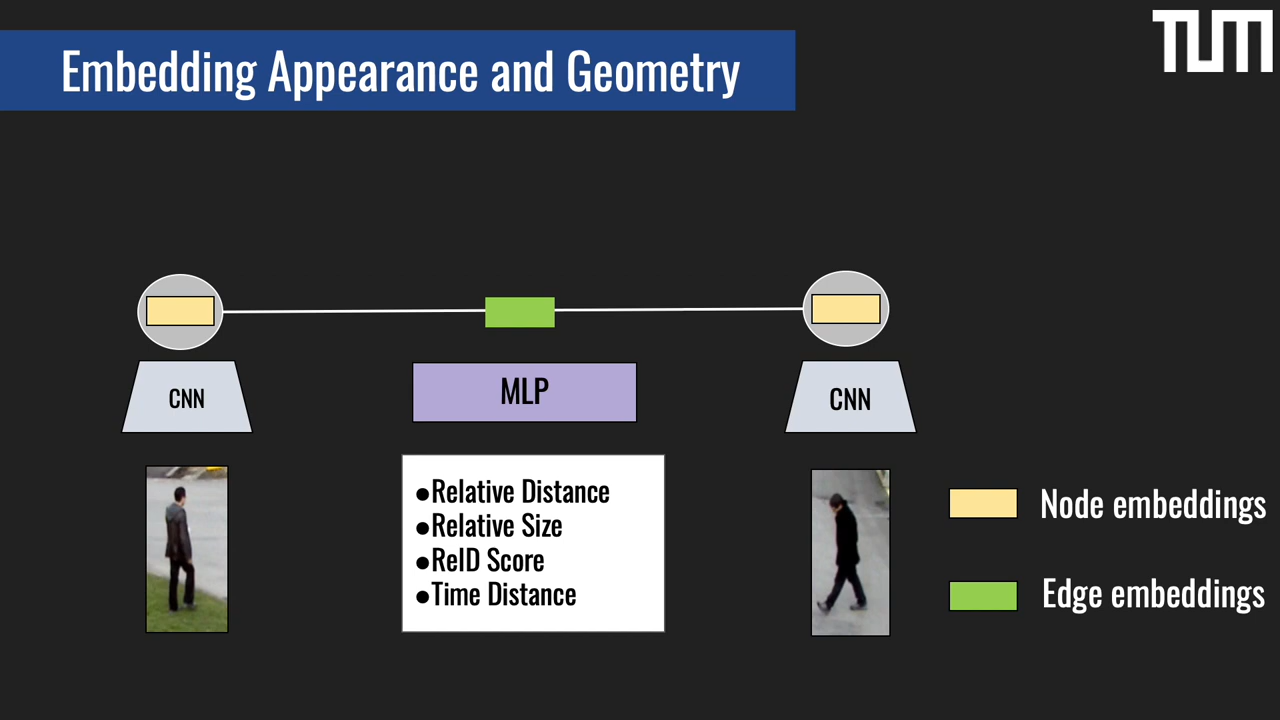 TUM
Embedding Appearance and Geometry
CNN
MLP
CNN
●Relative Distance
●Relative Size
●ReID Score
●Time Distance
Node embeddings
Edge embeddings